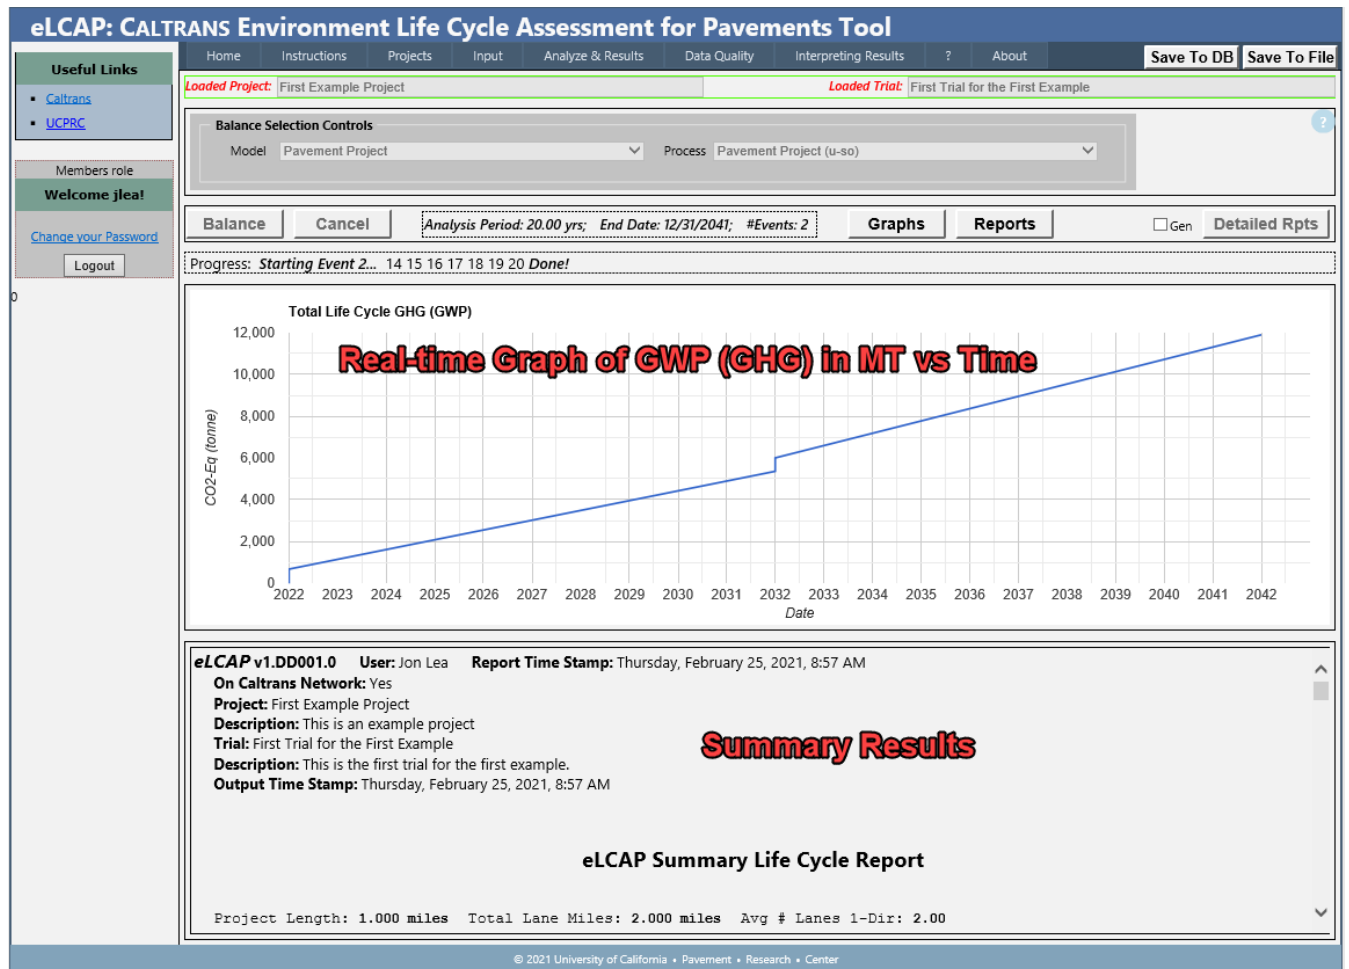 eLCAP: CALTRANS Environment Life Cycle Assessment for Pavements Tool
Useful Links
Caltrans
UCPRC
Members role
Welcome jlea!
Change your Password
Logout
0
Home Instructions Projects Input Analyze & Results Data Quality Interpreting Results ? About
Save To DB Save To File
Loaded Project: First Example Project Loaded Trial: First Trial for the First Example
Balance Selection Controls
?
Model Pavement Project Process Pavement Project (u-so)
Balance Cancel Analysis Period: 20.00 yrs; End Date: 12/31/2041; #Events: 2 Graphs Reports Gen Detailed Rpts
Progress: Starting Event 2... 14 15 16 17 18 19 20 Done!
Total Life Cycle GHG (GWP)
Real-time Graph of GWP (GHG) in MT vs Time
12,000
10,000
8,000
6,000
4,000
2,000
0
CO2-Eq (tonne)
2022 2023 2024 2025 2026 2027 2028 2029 2030 2031 2032 2033 2034 2035 2036 2037 2038 2039 2040 2041 2042
Date
eLCAP v1.DD001.0 User: Jon Lea Report Time Stamp: Thursday, February 25, 2021, 8:57 AM
On Caltrans Network: Yes
Project: First Example Project
Description: This is an example project
Trial: First Trial for the First Example
Description: This is the first trial for the first example.
Output Time Stamp: Thursday, February 25, 2021, 8:57 AM
Summary Results
eLCAP Summary Life Cycle Report
Project Length: 1.000 miles Total Lane Miles: 2.000 miles Avg # Lanes 1-Dir: 2.00
© 2021 University of California • Pavement • Research • Center